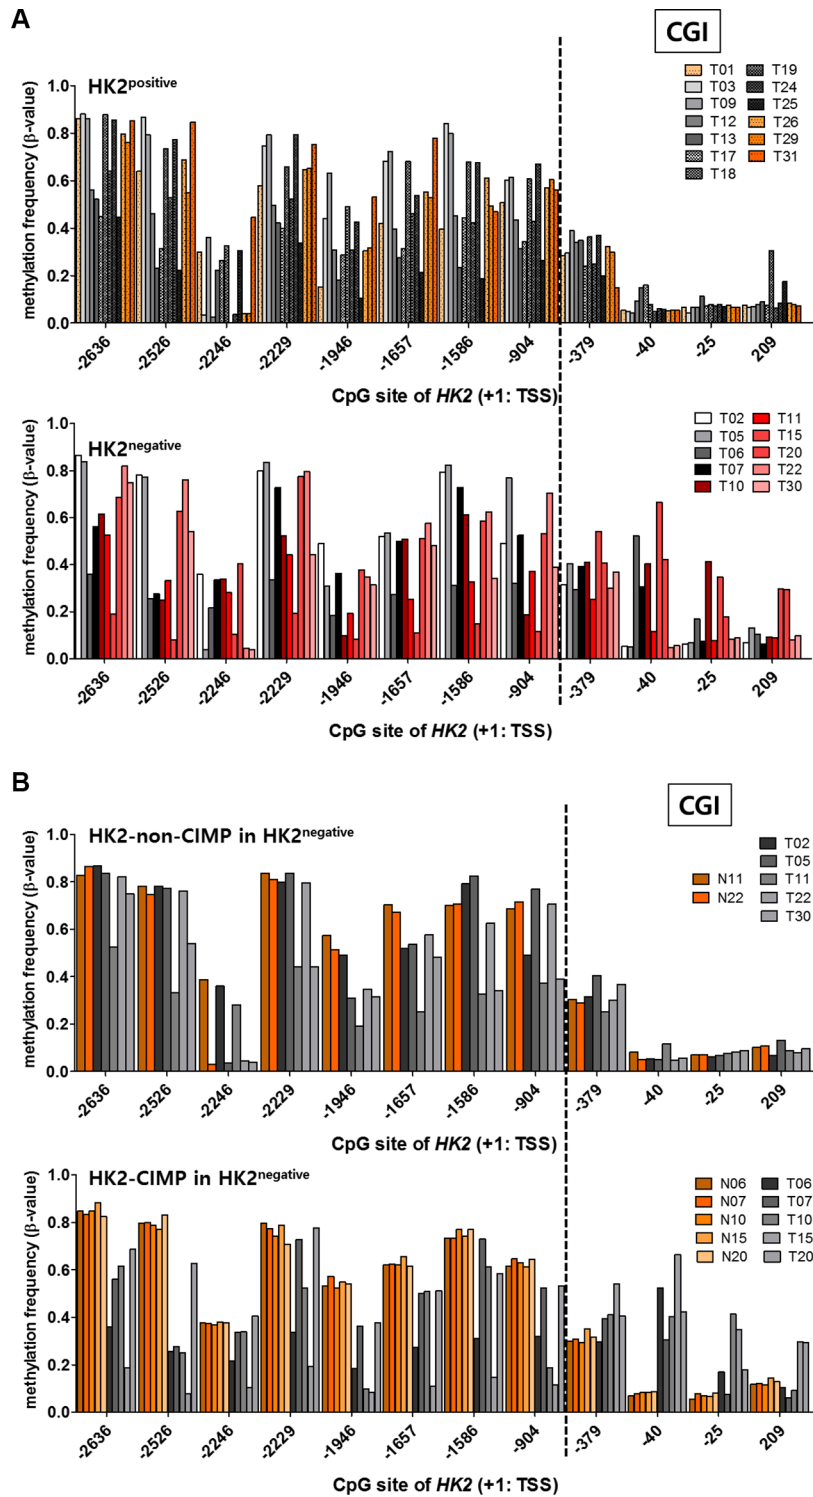 A
CGI
HK2positive
methylation frequency (β-value)
1.0
0.8
0.6
0.4
0.2
0.0
T01 T19
T03 T24
T09 T25
T12 T26
T13 T29
T17 T31
T18
-2636 -2526 -2246 -2229 -1946 -1657 -1586 -904 -379 -40 -25 209
CpG site of HK2 (+1: TSS)
HK2negative
methylation frequency (β-value)
1.0
0.8
0.6
0.4
0.2
0.0
T02 T11
T05 T15
T06 T20
T07 T22
T10 T30
-2636 -2526 -2246 -2229 -1946 -1657 -1586 -904 -379 -40 -25 209
CpG site of HK2 (+1: TSS)
B
CGI
HK2-non-CIMP in HK2negative
methylation frequency (β-value)
1.0
0.8
0.6
0.4
0.2
0.0
T02
T05
N11 T11
N22 T22
T30
-2636 -2526 -2246 -2229 -1946 -1657 -1586 -904 -379 -40 -25 209
CpG site of HK2 (+1: TSS)
HK2-CIMP in HK2negative
methylation frequency (β-value)
1.0
0.8
0.6
0.4
0.2
0.0
N06 T06
N07 T07
N10 T10
N15 T15
N20 T20
-2636 -2526 -2246 -2229 -1946 -1657 -1586 -904 -379 -40 -25 209
CpG site of HK2 (+1: TSS)